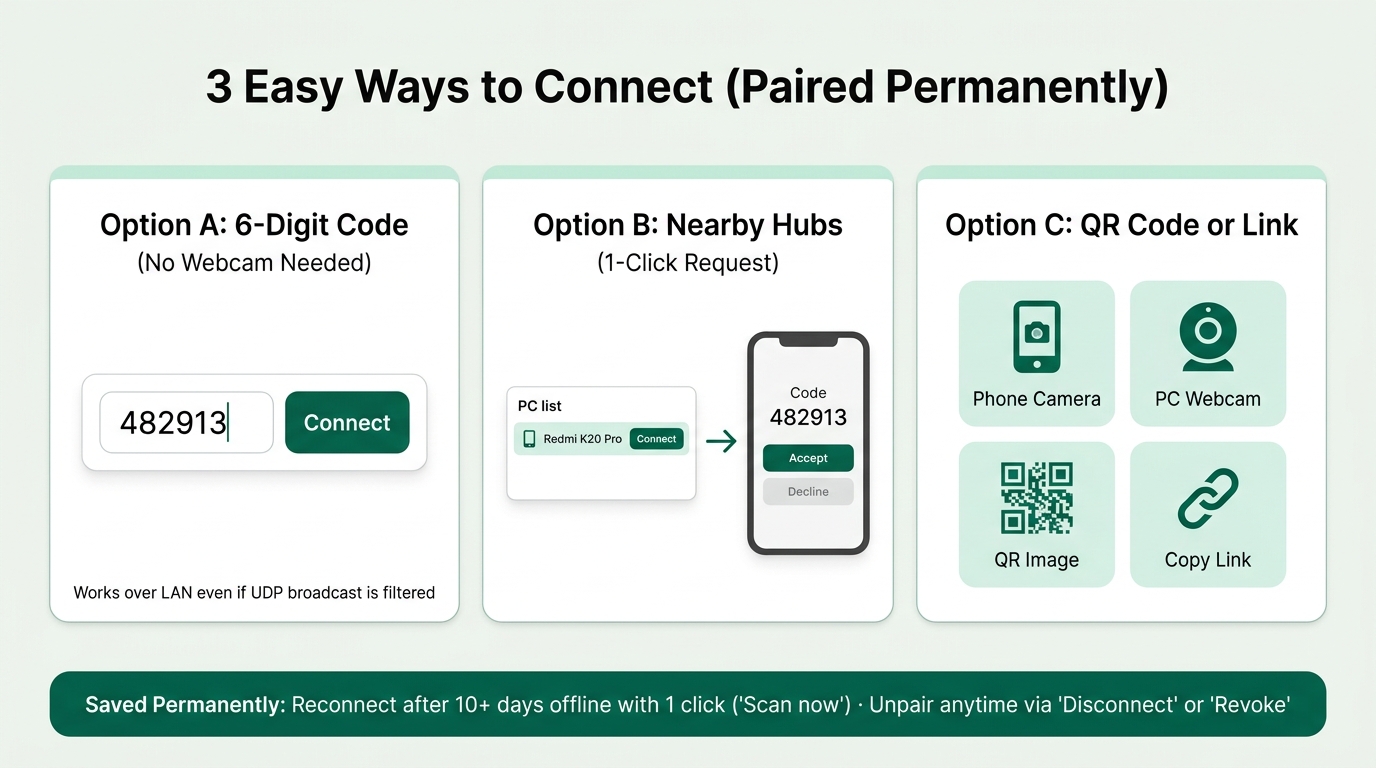 3 Easy Ways to Connect (Paired Permanently)
Option A: 6-Digit Code
(No Webcam Needed)
482913
Connect
Works over LAN even if UDP broadcast is filtered
Option B: Nearby Hubs
(1-Click Request)
PC list
Redmi K20 Pro
Connect
Code
482913
Accept
Decline
Option C: QR Code or Link
Phone Camera
PC Webcam
QR Image
Copy Link
Saved Permanently: Reconnect after 10+ days offline with 1 click ('Scan now') · Unpair anytime via 'Disconnect' or 'Revoke'